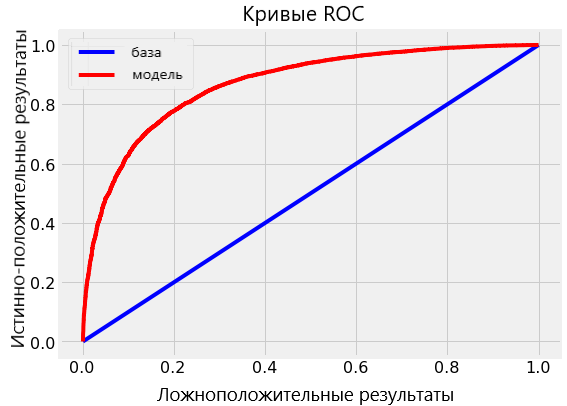 Кривые ROC
база
модель
Истинно-положительные результаты
1.0
0.8
0.6
0.4
0.2
0.0
0.0 0.2 0.4 0.6 0.8 1.0
Ложноположительные результаты